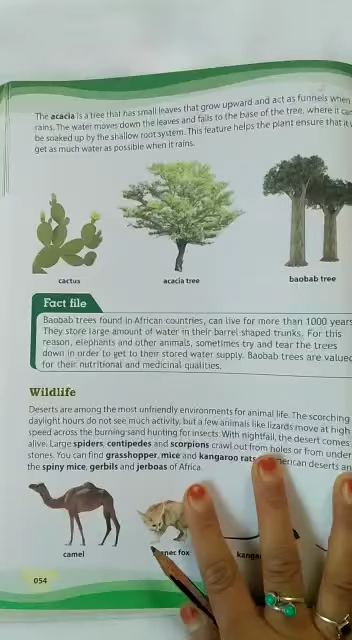 The acacia is a tree that has small leaves that grow upward and act as funnels when
rains. The water moves down the leaves and falls to the base of the tree, where it can
be soaked up by the shallow root system. This feature helps the plant ensure that it
get as much water as possible when it rains.
cactus
acacia tree
baobab tree
Fact file
Baobab trees found in African countries, can live for more than 1000 years
They store large amount of water in their barrel shaped trunks. For this
reason, elephants and other animals, sometimes try and tear the trees
down in order to get to their stored water supply. Baobab trees are valued
for their nutritional and medicinal qualities.
Wildlife
Deserts are among the most unfriendly environments for animal life. The scorching
daylight hours do not see much activity, but a few animals like lizards move at high
speed across the burning sand hunting for insects. With nightfall, the desert comes
alive. Large spiders, centipedes and scorpions crawl out from holes or from under
stones. You can find grasshopper, mice and kangaroo rats erican deserts an
the spiny mice, gerbils and jerboas of Africa.
camel
nec fox
kanga
054